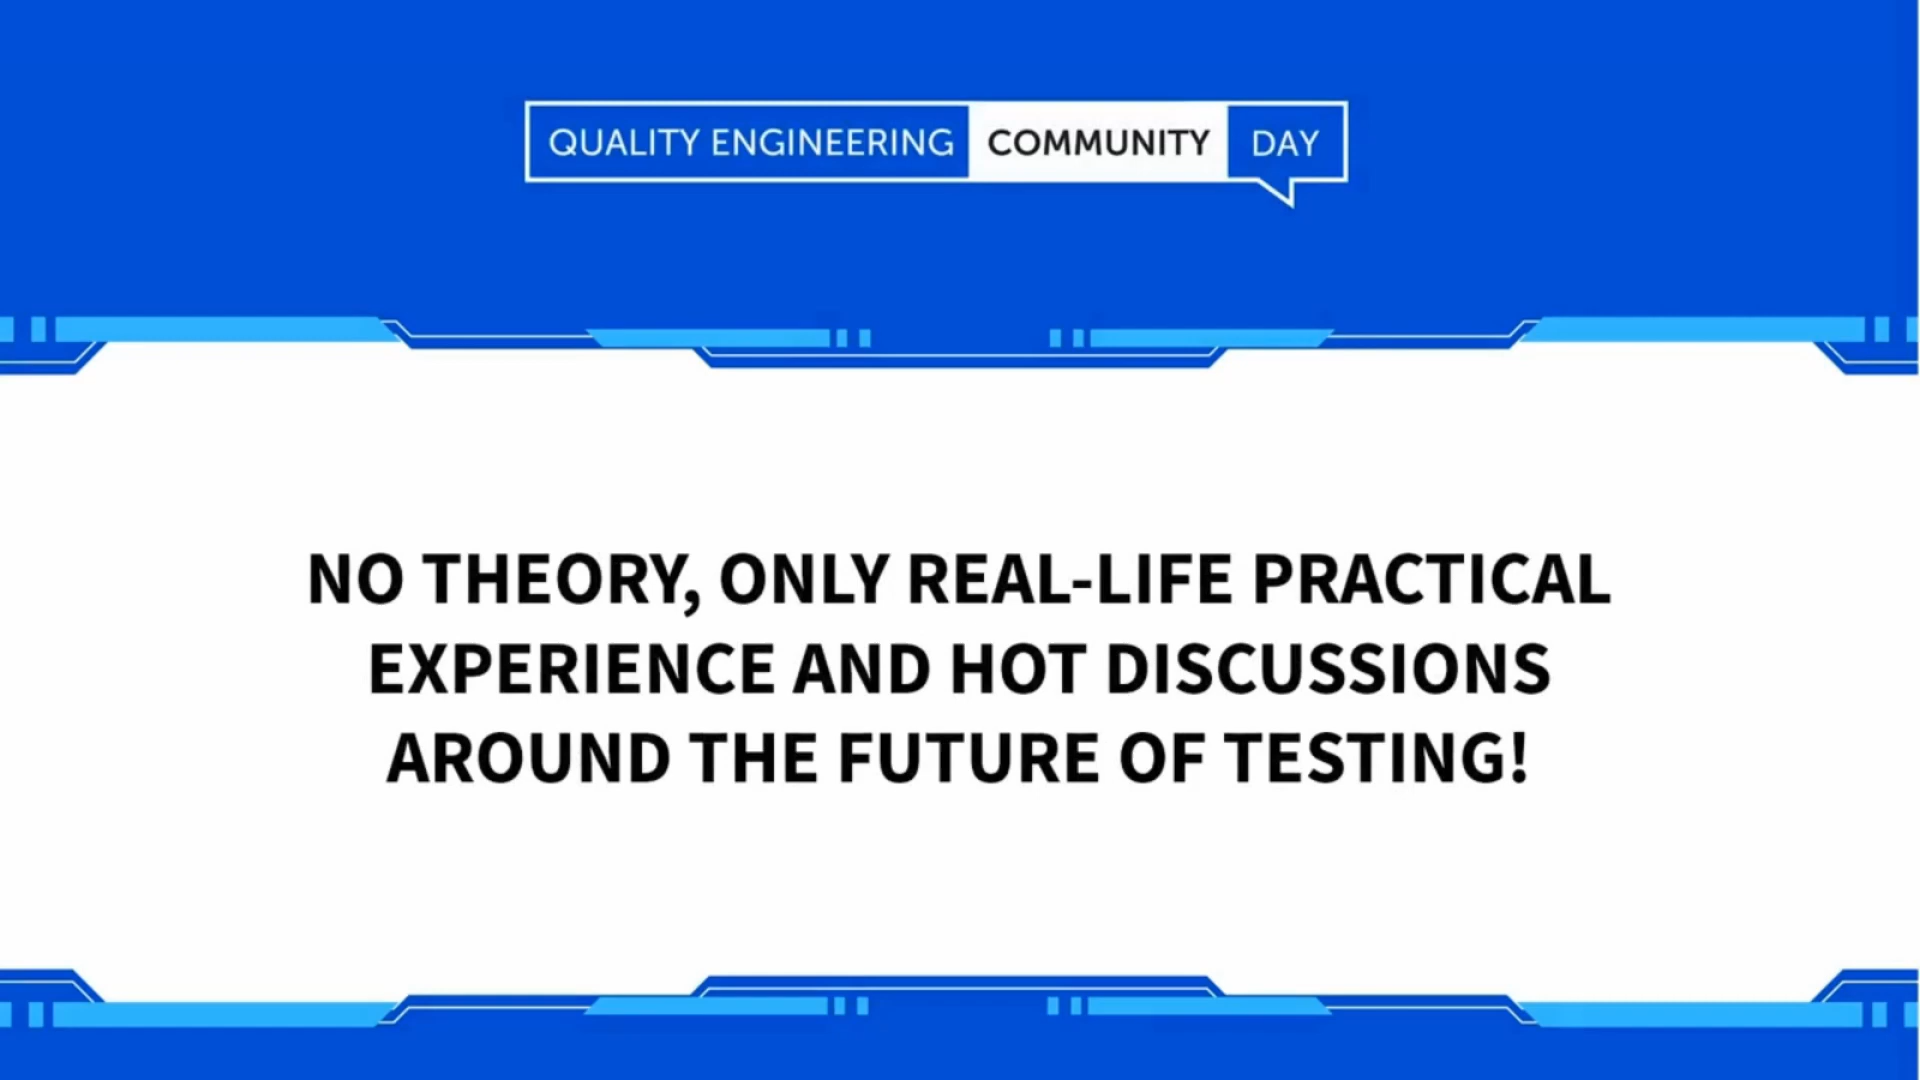 QUALITY ENGINEERING COMMUNITY DAY
NO THEORY, ONLY REAL-LIFE PRACTICAL
EXPERIENCE AND HOT DISCUSSIONS
AROUND THE FUTURE OF TESTING!